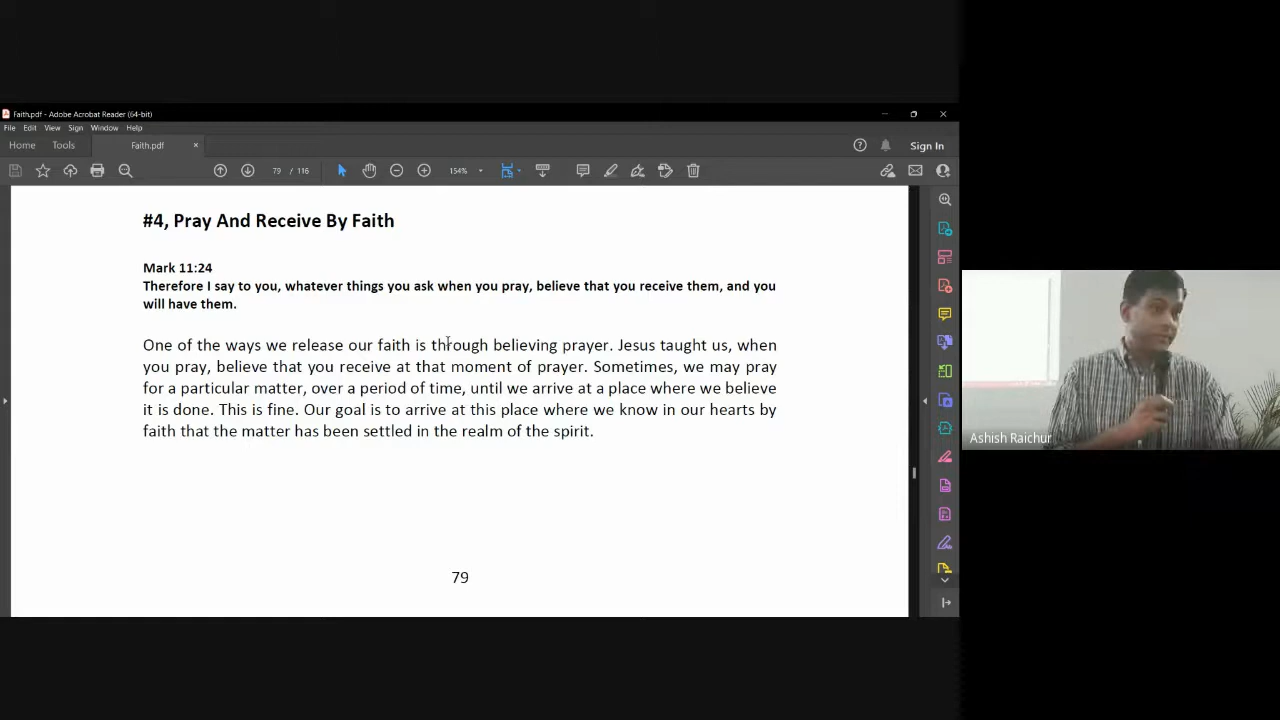 Faith.pdf - Adobe Acrobat Reader (64-bit)
File Edit View Sign Window Help
Home Tools Faith.pdf × Sign In
79 / 116 154%
#4, Pray And Receive By Faith
Mark 11:24
Therefore I say to you, whatever things you ask when you pray, believe that you receive them, and you
will have them.
One of the ways we release our faith is through believing prayer. Jesus taught us, when
you pray, believe that you receive at that moment of prayer. Sometimes, we may pray
for a particular matter, over a period of time, until we arrive at a place where we believe
it is done. This is fine. Our goal is to arrive at this place where we know in our hearts by
faith that the matter has been settled in the realm of the spirit.
79
Ashish Raichur